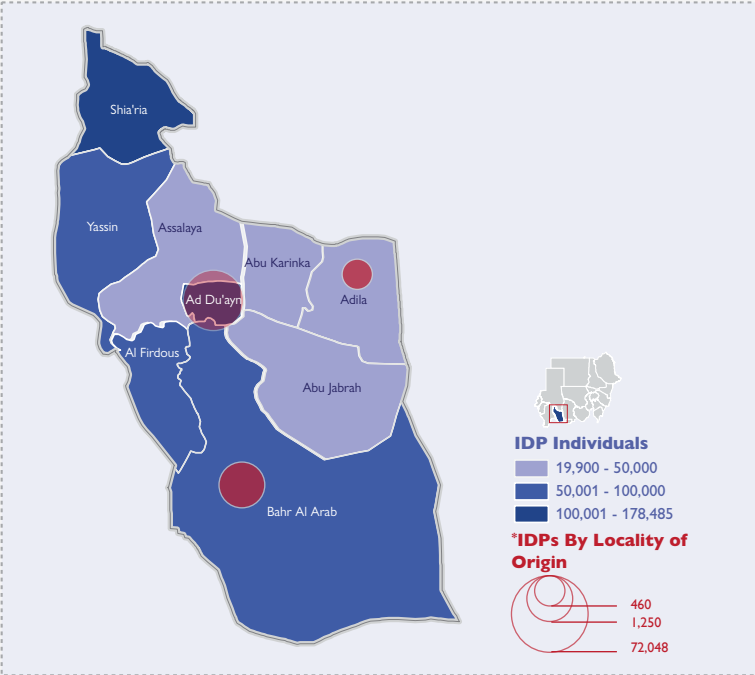 Shia'ria
Yassin
Assalaya
Abu Karinka
Ad Du'ayn
Adila
Al Firdous
Abu Jabrah
Bahr Al Arab
IDP Individuals
19,900 - 50,000
50,001 - 100,000
100,001 - 178,485
*IDPs By Locality of
Origin
460
1,250
72,048